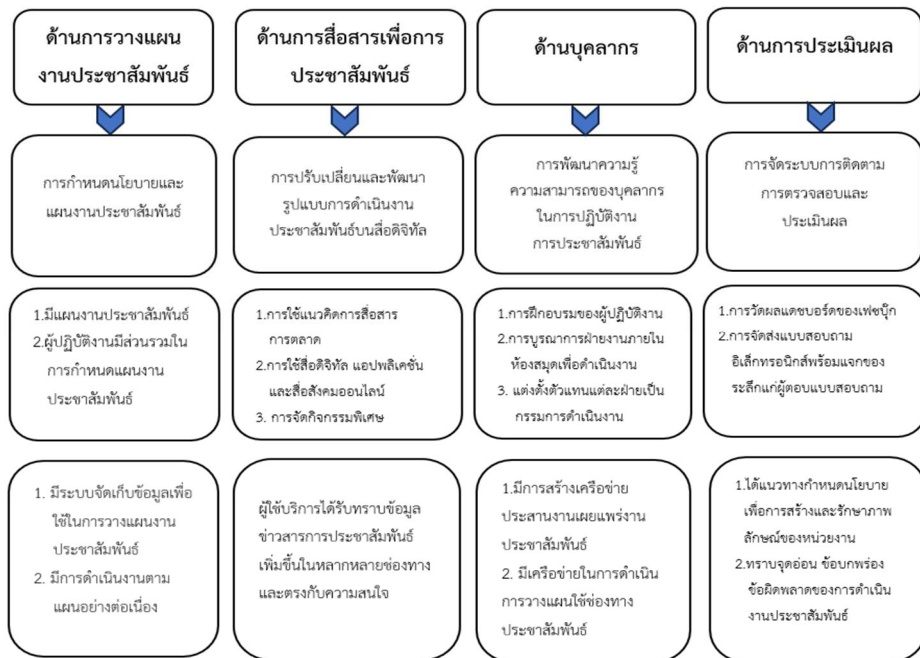 ด้านการวางแผน
งานประชาสัมพันธ์
ด้านการสื่อสารเพื่อการ
ประชาสัมพันธ์
ด้านบุคลากร
ด้านการประเมินผล
การกำหนดนโยบายและ
แผนงานประชาสัมพันธ์
การปรับเปลี่ยนและพัฒนา
รูปแบบการดำเนินงาน
ประชาสัมพันธ์บนสื่อดิจิทัล
การพัฒนาความรู้
ความสามารถของบุคลากร
ในการปฏิบัติงาน
การประชาสัมพันธ์
การจัดระบบการติดตาม
การตรวจสอบและ
ประเมินผล
1.มีแผนงานประชาสัมพันธ์
2.ผู้ปฏิบัติงานมีส่วนรวมใน
การกำหนดแผนงาน
ประชาสัมพันธ์
1.การใช้แนวคิดการสื่อสาร
การตลาด
2.การใช้สื่อดิจิทัล แอปพลิเคชั่น
และสื่อสังคมออนไลน์
3. การจัดกิจกรรมพิเศษ
1.การฝึกอบรมของผู้ปฏิบัติงาน
2.การบูรณาการฝ่ายงานภายใน
ห้องสมุดเพื่อดำเนินงาน
3. แต่งตั้งตัวแทนแต่ละฝ่ายเป็น
กรรมการดำเนินงาน
1.การวัดผลแดชบอร์ดของเฟซบุ๊ก
2.การจัดส่งแบบสอบถาม
อิเล็กทรอนิกส์พร้อมแจกของ
ระลึกแก่ผู้ตอบแบบสอบถาม
1. มีระบบจัดเก็บข้อมูลเพื่อ
ใช้ในการวางแผนงาน
ประชาสัมพันธ์
2. มีการดำเนินงานตาม
แผนอย่างต่อเนื่อง
ผู้ใช้บริการได้รับทราบข้อมูล
ข่าวสารการประชาสัมพันธ์
เพิ่มขึ้นในหลากหลายช่องทาง
และตรงกับความสนใจ
1.มีการสร้างเครือข่าย
ประสานงานเผยแพร่งาน
ประชาสัมพันธ์
2. มีเครือข่ายในการดำเนิน
การวางแผนใช้ช่องทาง
ประชาสัมพันธ์
1.ได้แนวทางกำหนดนโยบาย
เพื่อการสร้างและรักษาภาพ
ลักษณ์ของหน่วยงาน
2.ทราบจุดอ่อน ข้อบกพร่อง
ข้อผิดพลาดของการดำเนิน
งานประชาสัมพันธ์